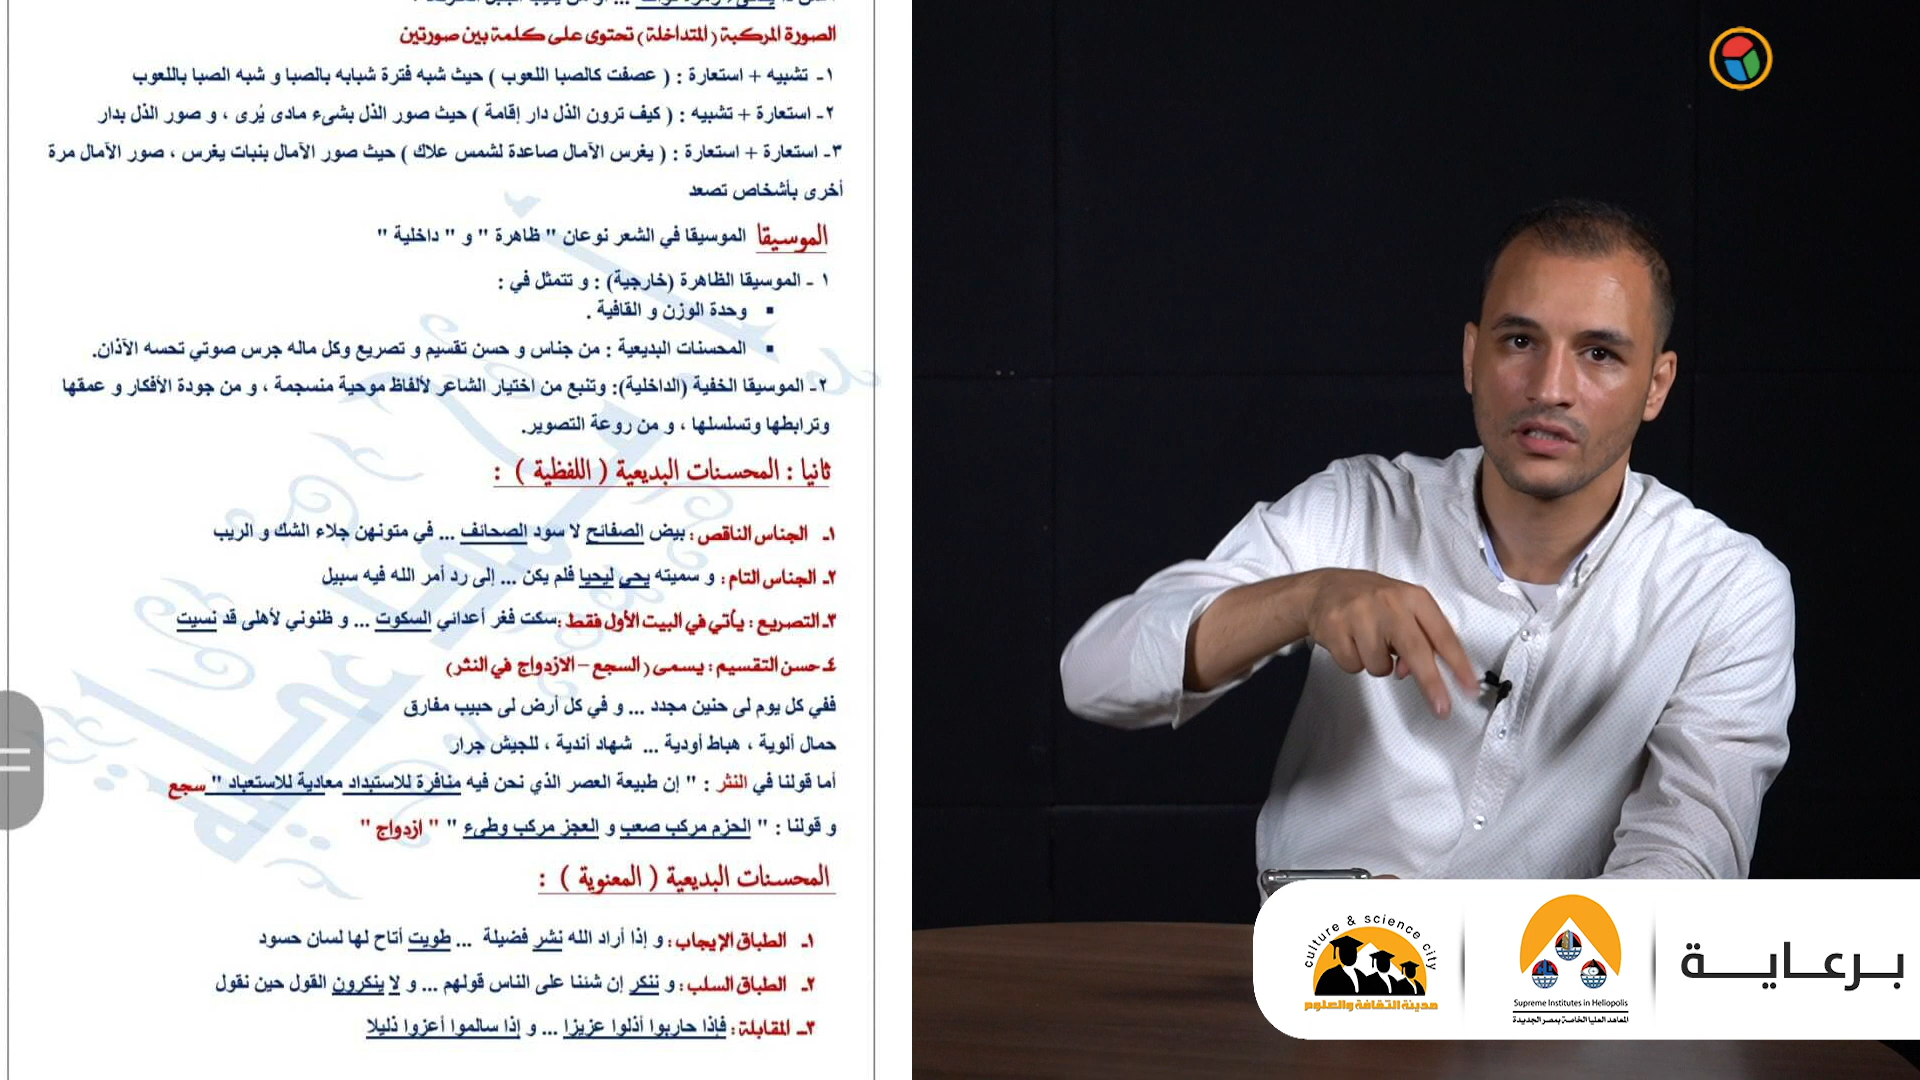 الصورة المركبة ( المتداخلة ) تحتوى على كلمة بين صورتين
١- تشبيه + استعارة : ( عصفت كالصبا اللعوب ) حيث شبه فترة شبابه بالصبا و شبه الصبا باللعوب
٢- استعارة + تشبيه : ( كيف ترون الذل دار إقامة ) حيث صور الذل بشىء مادى يُرى ، و صور الذل بدار
٣- استعارة + استعارة : ( يغرس الآمال صاعدة لشمس علاك ) حيث صور الآمال بنبات يغرس ، صور الآمال مرة
أخرى بأشخاص تصعد
الموسيقا الموسيقا في الشعر نوعان " ظاهرة " و " داخلية "
١ - الموسيقا الظاهرة (خارجية) : و تتمثل في :
▪ وحدة الوزن و القافية .
▪ المحسنات البديعية : من جناس و حسن تقسيم و تصريع وكل ماله جرس صوتي تحسه الآذان.
٢- الموسيقا الخفية (الداخلية): وتنبع من اختيار الشاعر لألفاظ موحية منسجمة ، و من جودة الأفكار و عمقها
وترابطها وتسلسلها ، و من روعة التصوير.
ثانيا : المحسنات البديعية ( اللفظية ) :
١- الجناس الناقص : بيض الصفائح لا سود الصحائف ... في متونهن جلاء الشك و الريب
٢- الجناس التام : و سميته يحي ليحيا فلم يكن ... إلى رد أمر الله فيه سبيل
٣- التصريع : يأتي في البيت الأول فقط :سكت فغر أعدائي السكوت ... و ظنوني لأهلى قد نسيت
٤- حسن التقسيم : يسمى ( السجع – الازدواج في النثر)
ففي كل يوم لى حنين مجدد ... و في كل أرض لى حبيب مفارق
حمال ألوية ، هباط أودية ... شهاد أندية ، للجيش جرار
أما قولنا في النثر : " إن طبيعة العصر الذي نحن فيه منافرة للاستبداد معادية للاستعباد " سجع
و قولنا : " الحزم مركب صعب و العجز مركب وطىء " " ازدواج "
المحسنات البديعية ( المعنوية ) :
١- الطباق الإيجاب : و إذا أراد الله نشر فضيلة ... طويت أتاح لها لسان حسود
٢- الطباق السلب : و ننكر إن شئنا على الناس قولهم ... و لا ينكرون القول حين نقول
٣- المقابلة : فإذا حاربوا أذلوا عزيزا ... و إذا سالموا أعزوا ذليلا
برعاية
Supreme Institutes in Heliopolis
المعاهد العليا الخاصة بمصر الجديدة
culture & science city
مدينة الثقافة والعلوم